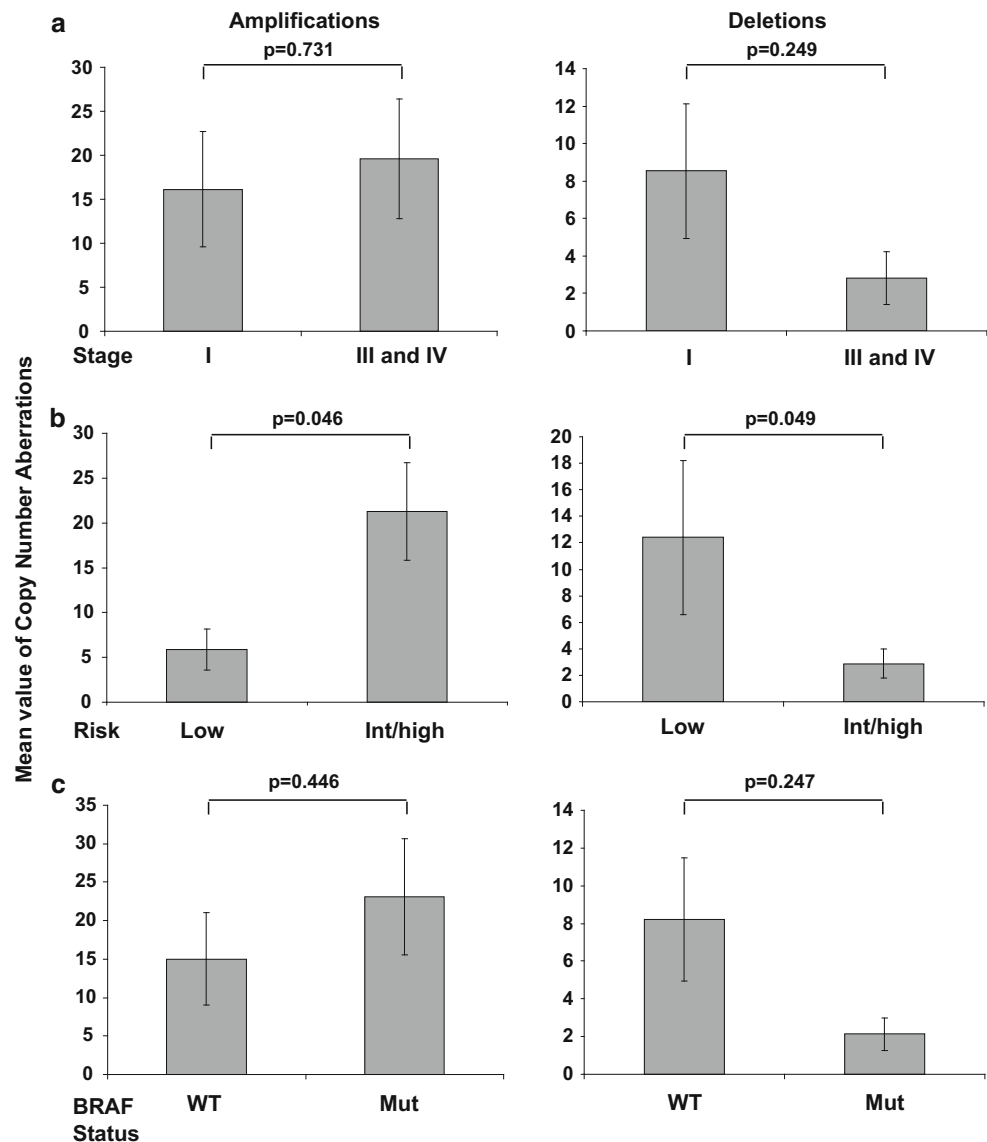 a
Amplifications
Deletions
p=0.731
p=0.249
30
25
20
15
10
5
0
14
12
10
8
6
4
2
0
Stage
I
III and IV
I
III and IV
Mean value of Copy Number Aberrations
b
p=0.046
p=0.049
30
25
20
15
10
5
0
20
18
16
14
12
10
8
6
4
2
0
Risk
Low
Int/high
Low
Int/high
c
p=0.446
p=0.247
35
30
25
20
15
10
5
0
14
12
10
8
6
4
2
0
BRAF
Status
WT
Mut
WT
Mut